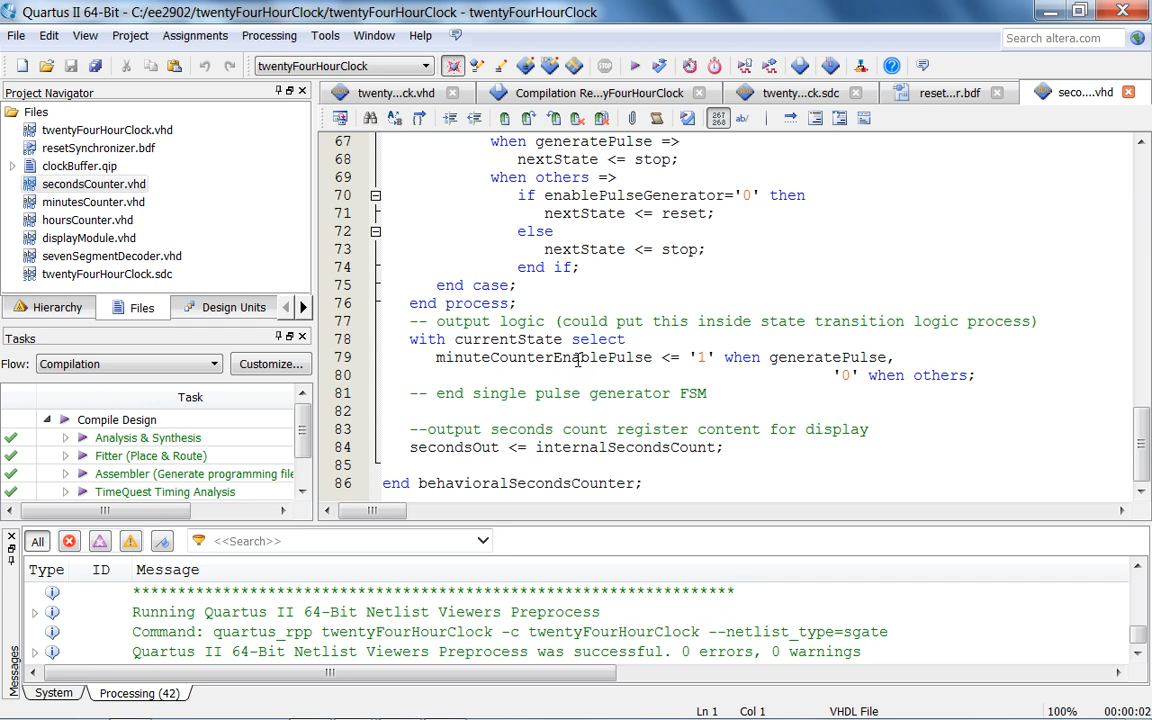 Quartus II 64-Bit - C:/ee2902/twentyFourHourClock/twentyFourHourClock - twentyFourHourClock
File Edit View Project Assignments Processing Tools Window Help
Search altera.com
twentyFourHourClock
Project Navigator
Files
twentyFourHourClock.vhd
resetSynchronizer.bdf
clockBuffer.qip
secondsCounter.vhd
minutesCounter.vhd
hoursCounter.vhd
displayModule.vhd
sevenSegmentDecoder.vhd
twentyFourHourClock.sdc
Hierarchy Files Design Units
Tasks
Flow: Compilation Customize...
Task
Compile Design
Analysis & Synthesis
Fitter (Place & Route)
Assembler (Generate programming file
TimeQuest Timing Analysis
twenty...ck.vhd Compilation Re...yFourHourClock twenty...ck.sdc reset...r.bdf seco....vhd
267 268 ab/
67 when generatePulse =>
68 nextState <= stop;
69 when others =>
70 if enablePulseGenerator='0' then
71 nextState <= reset;
72 else
73 nextState <= stop;
74 end if;
75 end case;
76 end process;
77 -- output logic (could put this inside state transition logic process)
78 with currentState select
79 minuteCounterEnablePulse <= '1' when generatePulse,
80 '0' when others;
81 -- end single pulse generator FSM
82
83 --output seconds count register content for display
84 secondsOut <= internalSecondsCount;
85
86 end behavioralSecondsCounter;
All <<Search>>
Type ID Message
*******************************************************************
Running Quartus II 64-Bit Netlist Viewers Preprocess
Command: quartus_rpp twentyFourHourClock -c twentyFourHourClock --netlist_type=sgate
Quartus II 64-Bit Netlist Viewers Preprocess was successful. 0 errors, 0 warnings
Messages
System Processing (42)
Ln 1 Col 1 VHDL File 100% 00:00:02